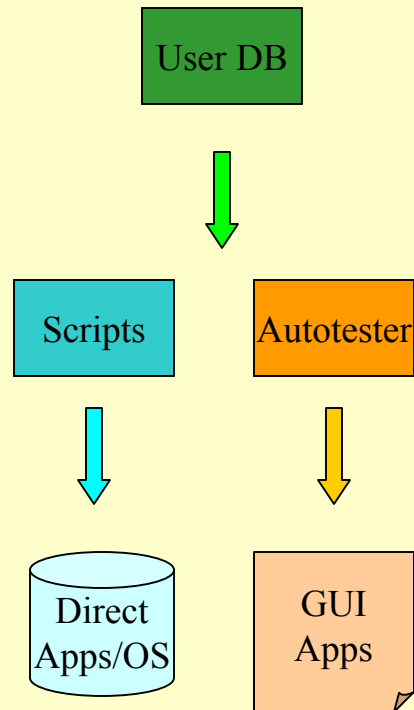 User DB
Scripts
Autotester
Direct
Apps/OS
GUI
Apps